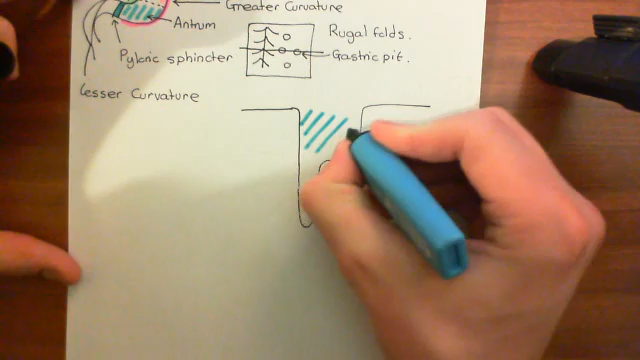 Greater Curvature
Antrum
Rugal folds.
Pyloric sphincter
Gastric pit.
Lesser Curvature